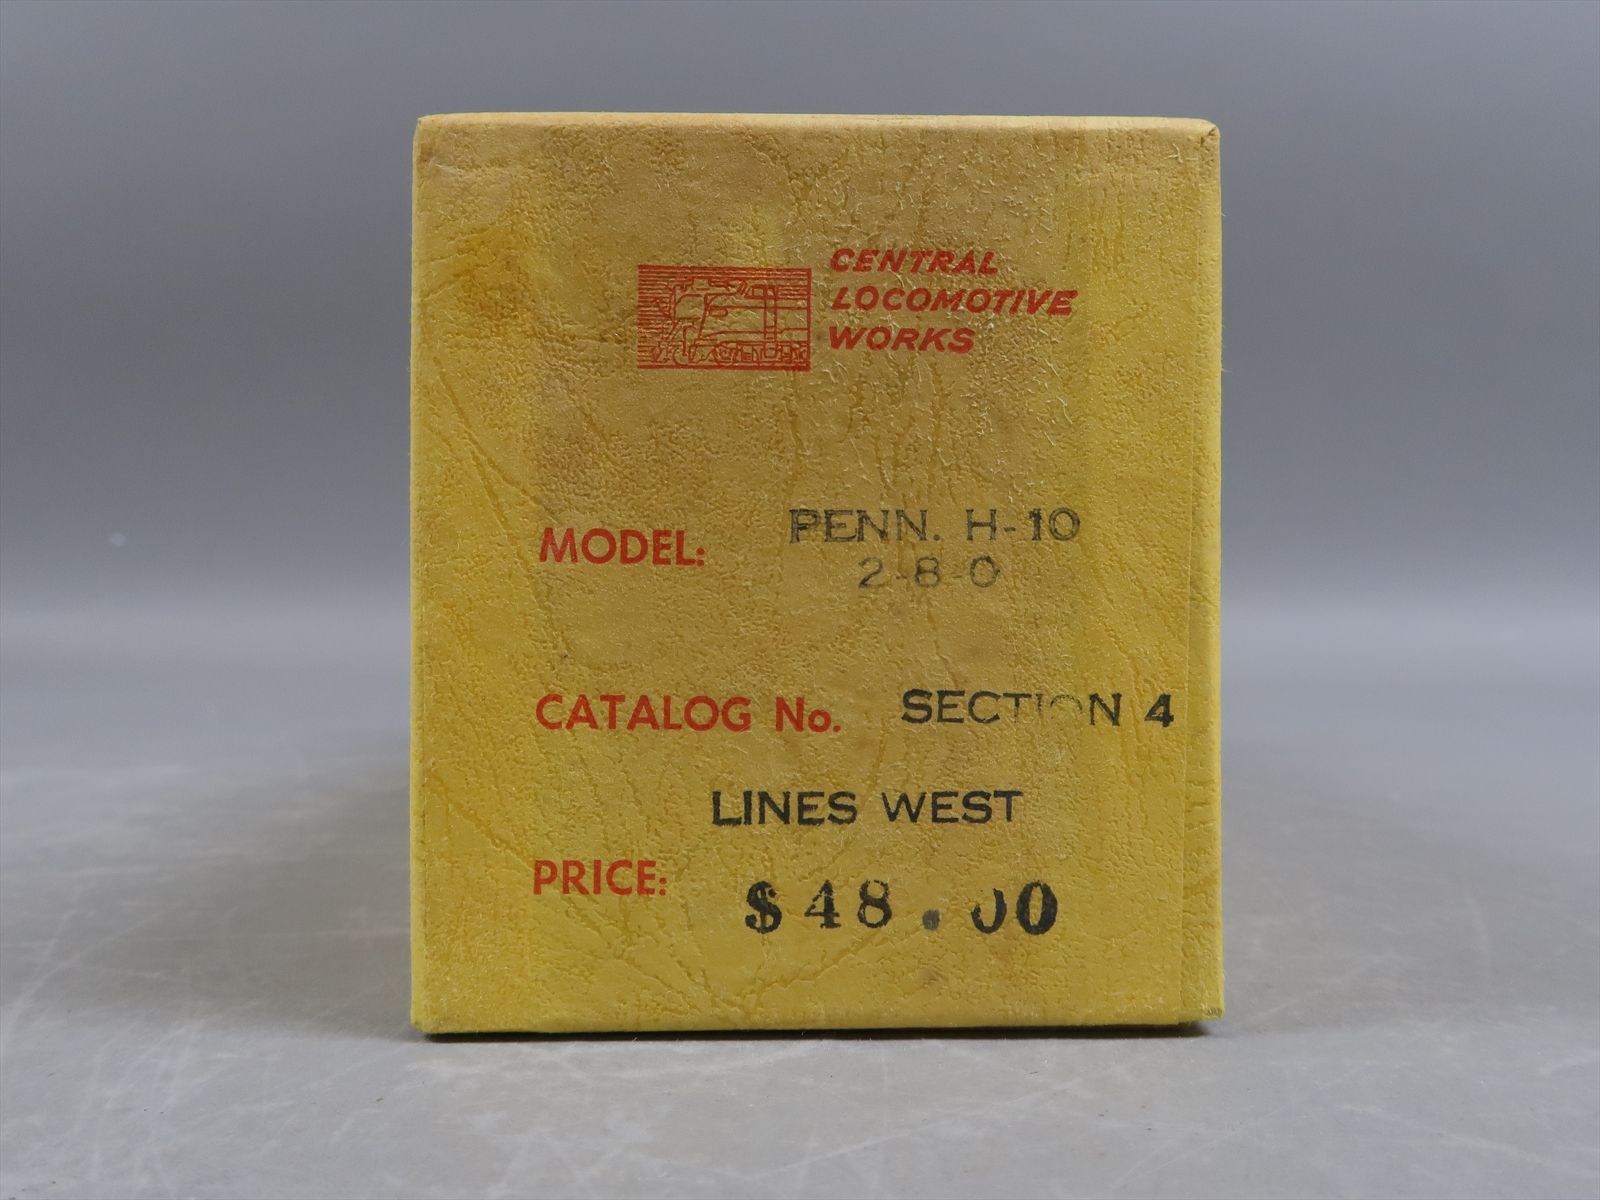 CENTRAL
LOCOMOTIVE
WORKS
MODEL: PENN. H-10
2-8-0
CATALOG No. SECTION 4
LINES WEST
PRICE: $48.00